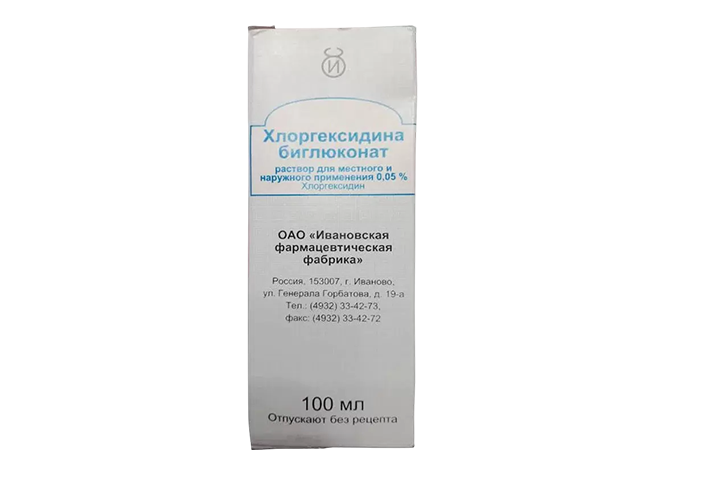 И
Хлоргексидина
биглюконат
раствор для местного и
наружного применения 0,05 %
Хлоргексидин
ОАО «Ивановская
фармацевтическая
фабрика»
Россия, 153007, г. Иваново,
ул. Генерала Горбатова, д. 19-а
Тел.: (4932) 33-42-73,
факс: (4932) 33-42-72
100 мл
Отпускают без рецепта